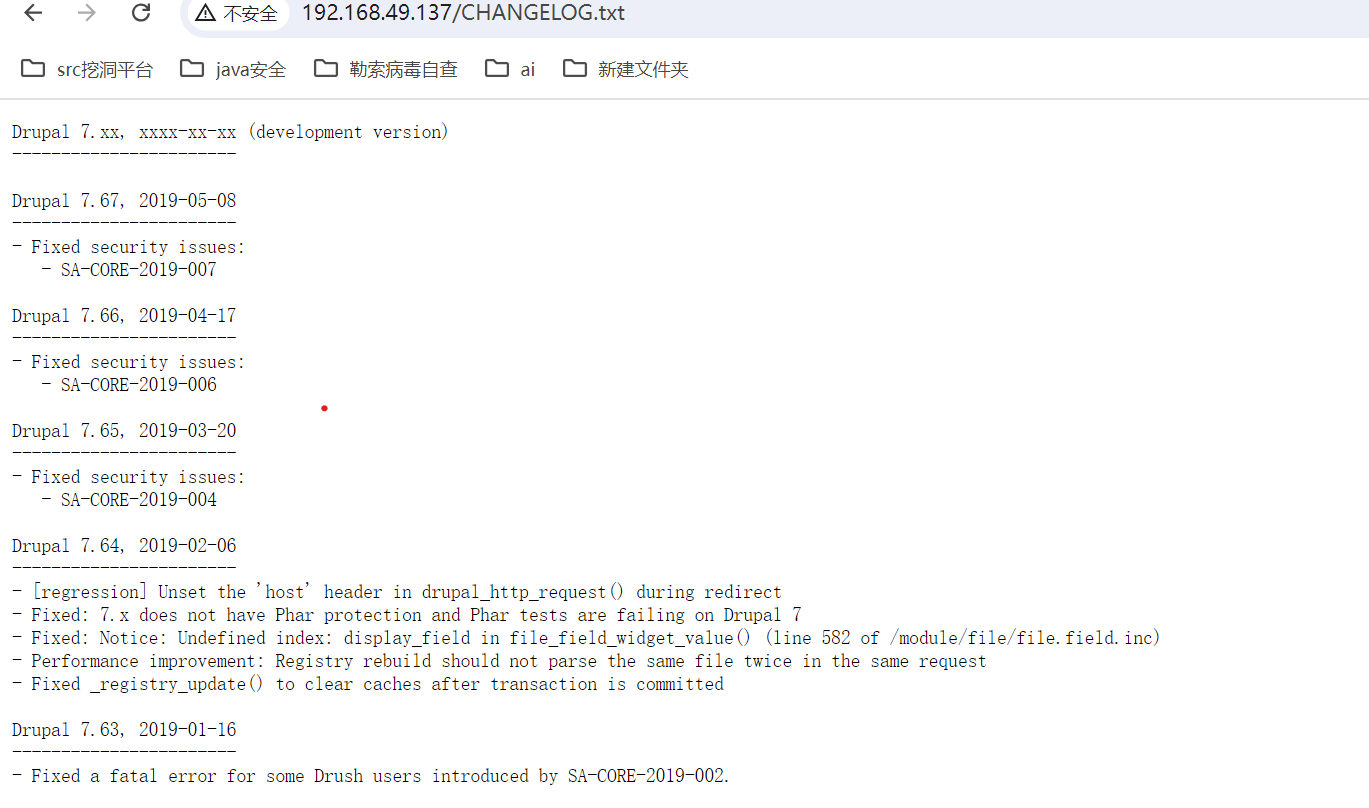 不安全 192.168.49.137/CHANGELOG.txt
src挖洞平台 java安全 勒索病毒自查 ai 新建文件夹
Drupal 7.xx, xxxx-xx-xx (development version)
-----------------------
Drupal 7.67, 2019-05-08
-----------------------
- Fixed security issues:
   - SA-CORE-2019-007
Drupal 7.66, 2019-04-17
-----------------------
- Fixed security issues:
   - SA-CORE-2019-006
Drupal 7.65, 2019-03-20
-----------------------
- Fixed security issues:
   - SA-CORE-2019-004
Drupal 7.64, 2019-02-06
-----------------------
- [regression] Unset the 'host' header in drupal_http_request() during redirect
- Fixed: 7.x does not have Phar protection and Phar tests are failing on Drupal 7
- Fixed: Notice: Undefined index: display_field in file_field_widget_value() (line 582 of /module/file/file.field.inc)
- Performance improvement: Registry rebuild should not parse the same file twice in the same request
- Fixed _registry_update() to clear caches after transaction is committed
Drupal 7.63, 2019-01-16
-----------------------
- Fixed a fatal error for some Drush users introduced by SA-CORE-2019-002.